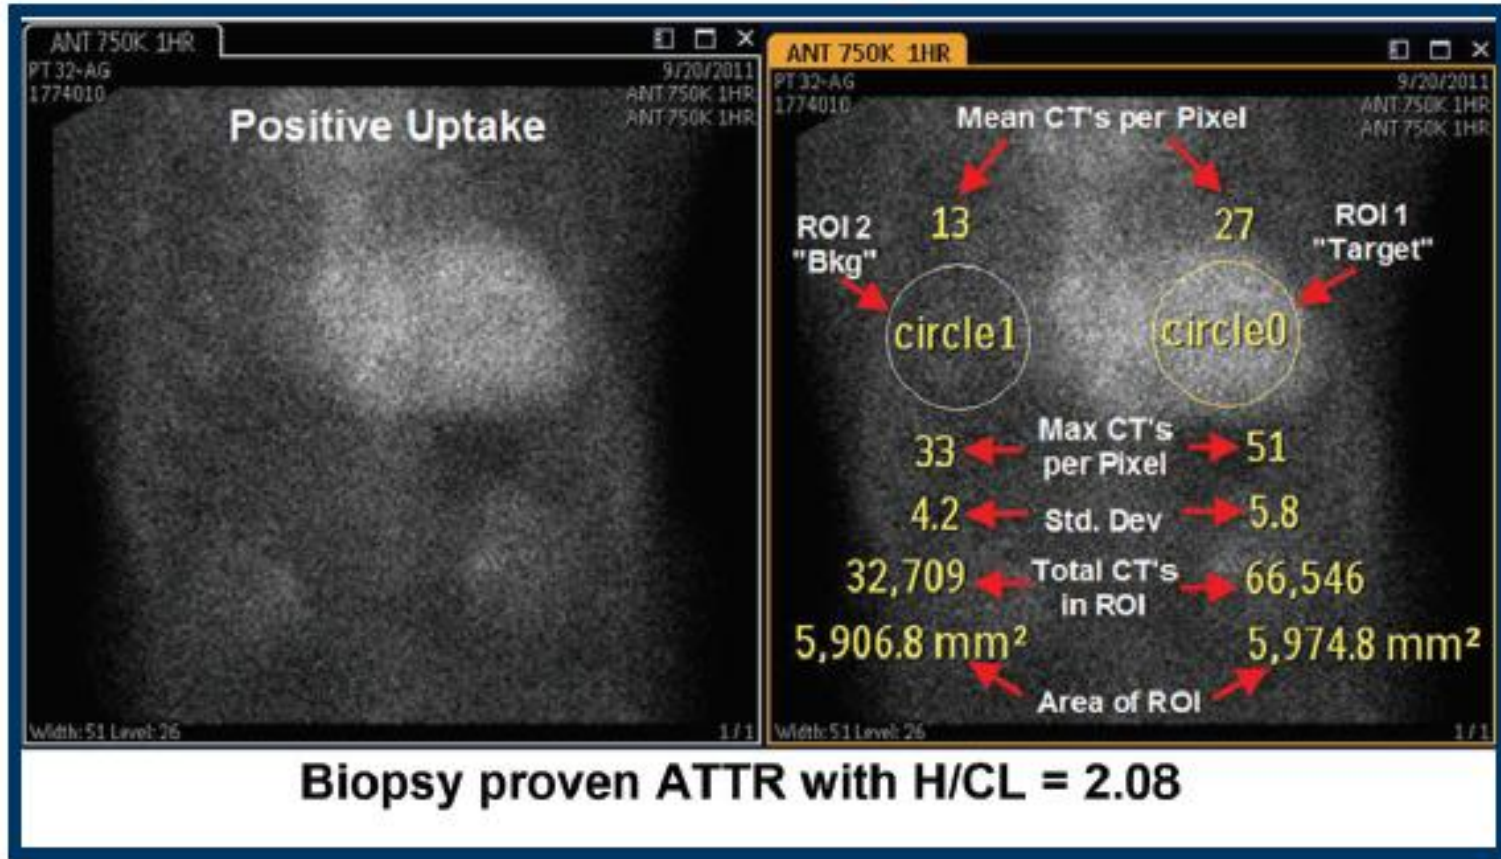 ANT 750K 1HR
PT 32-AG
1774010
9/20/2011
ANT 750K 1HR
ANT 750K 1HR
Positive Uptake
Width: 51 Level: 26
1 / 1
ANT 750K 1HR
PT 32-AG
1774010
9/20/2011
ANT 750K 1HR
ANT 750K 1HR
Mean CT's per Pixel
13
27
ROI 2
"Bkg"
ROI 1
"Target"
circle1
circle0
33
Max CT's
per Pixel
51
4.2
Std. Dev
5.8
32,709
Total CT's
in ROI
66,546
5,906.8 mm²
5,974.8 mm²
Area of ROI
Width: 51 Level: 26
1 / 1
Biopsy proven ATTR with H/CL = 2.08